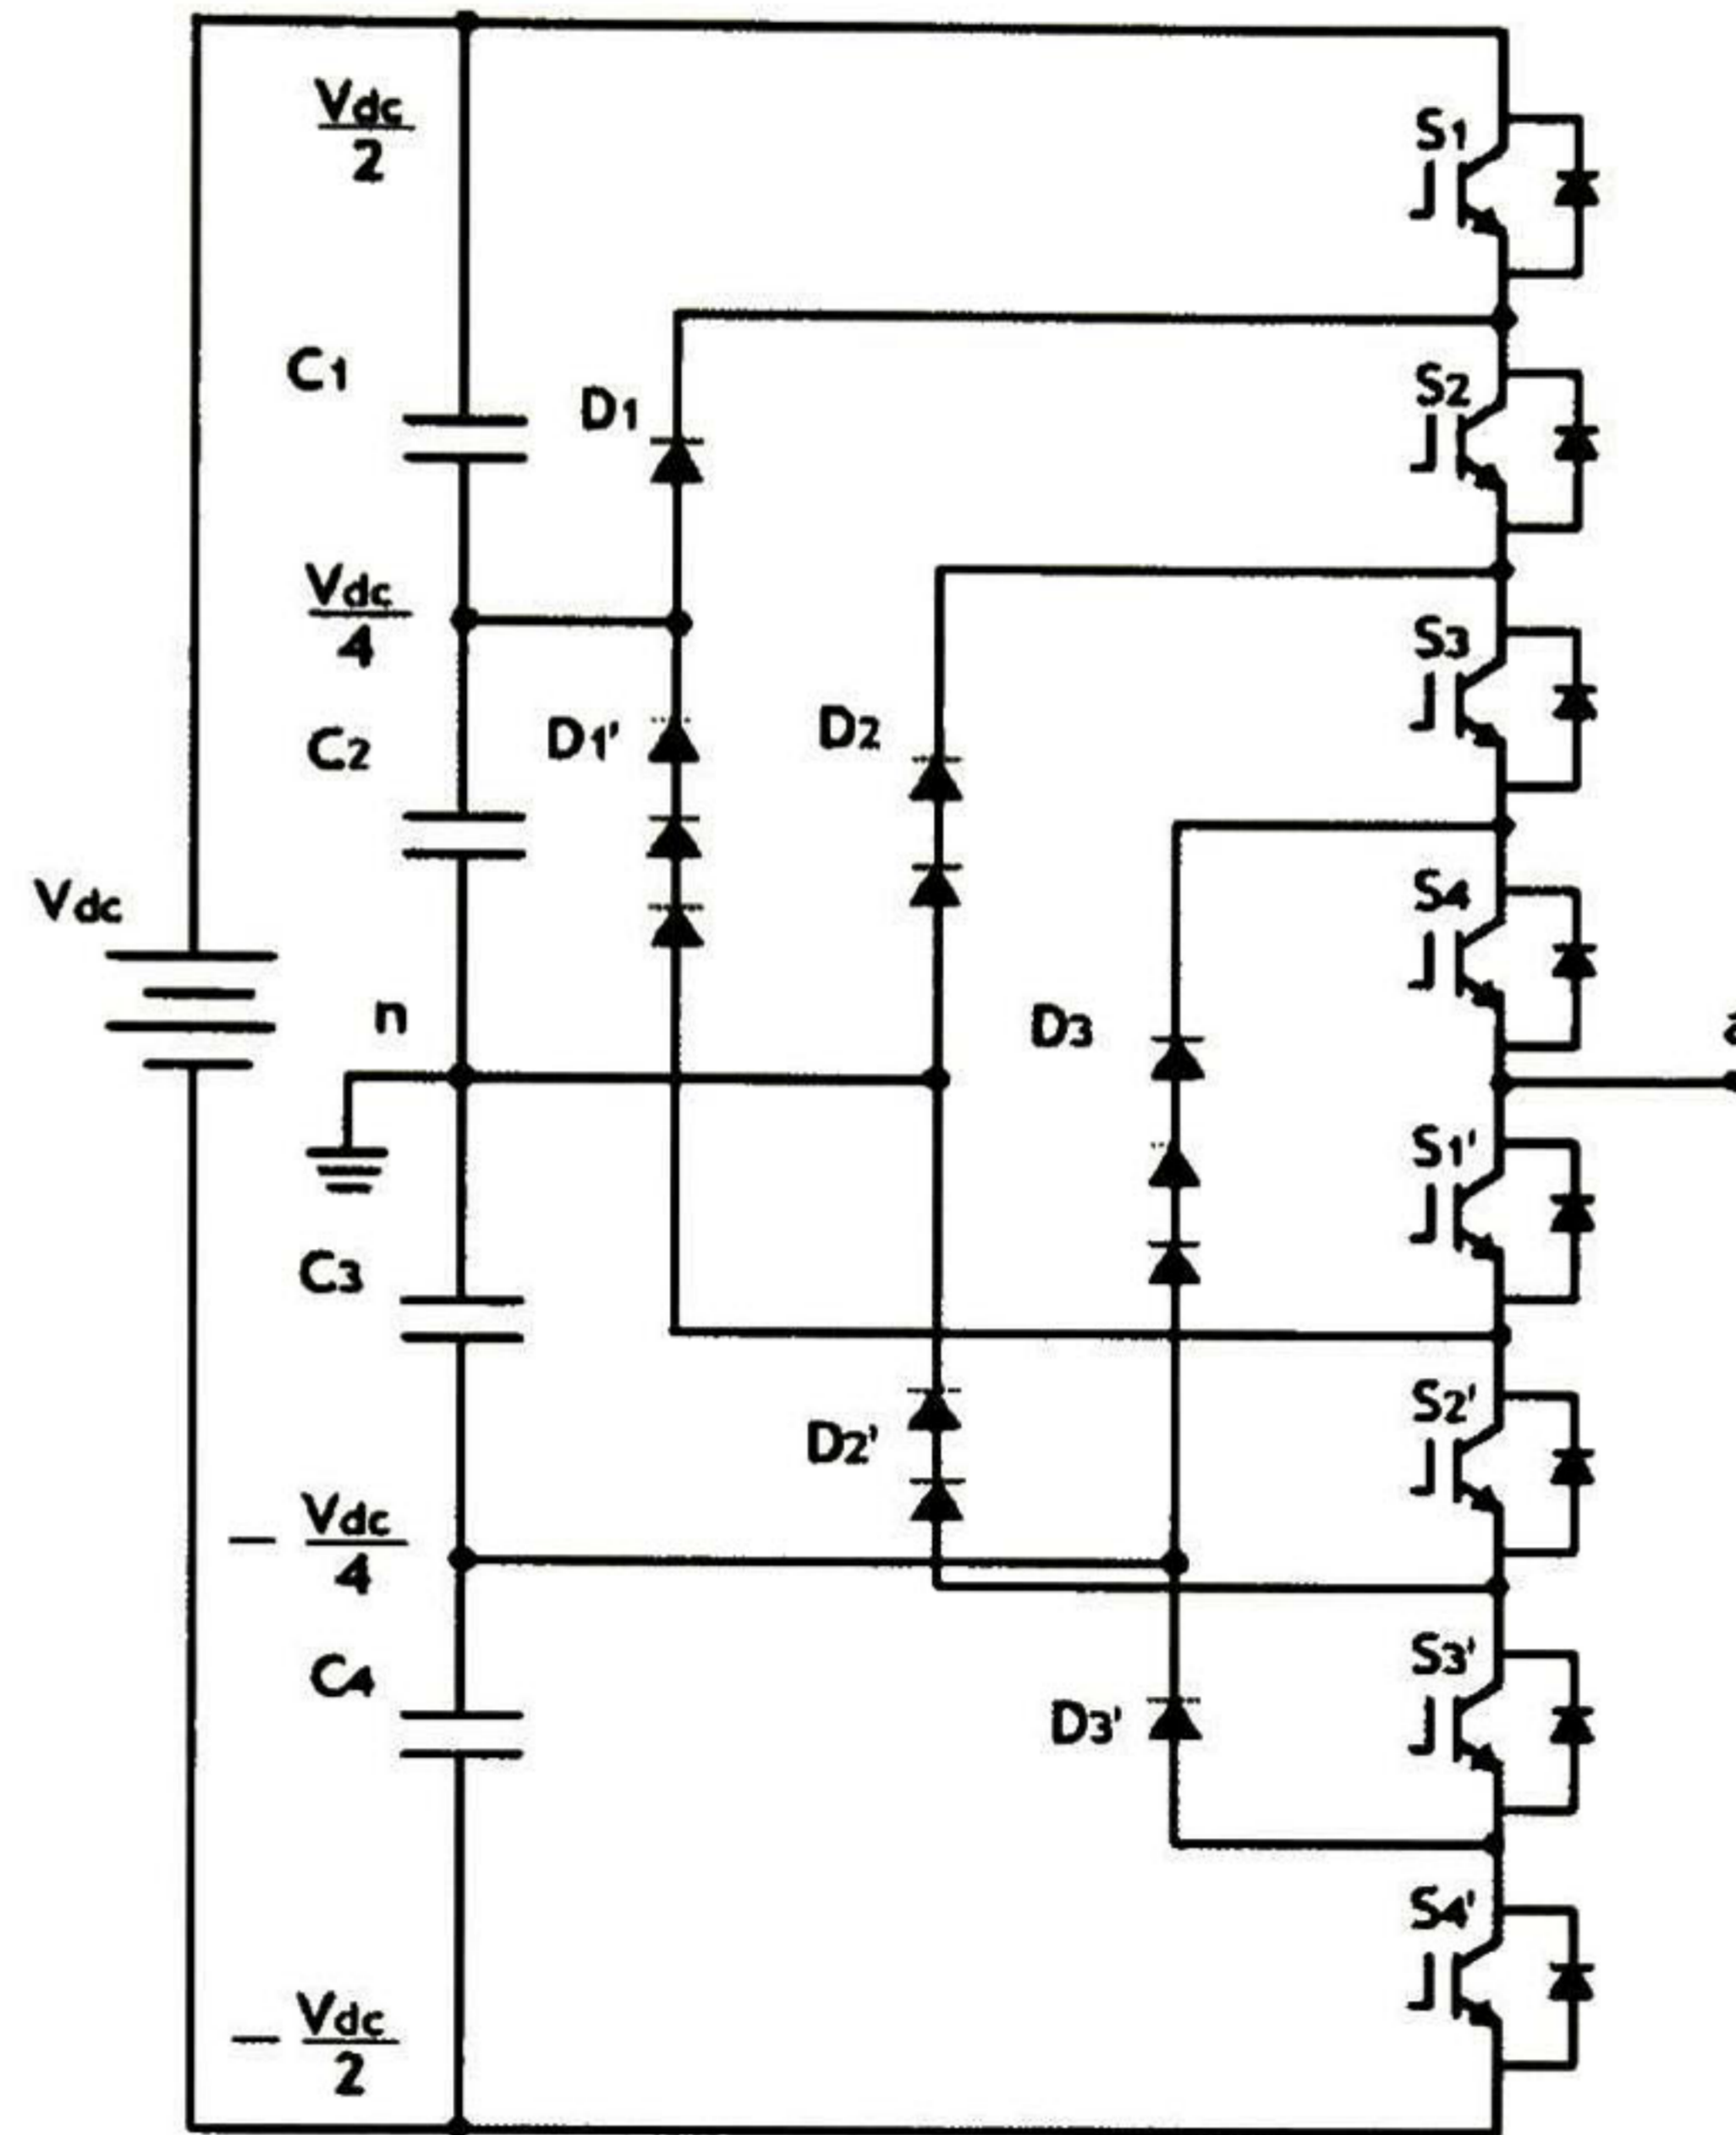 Vdc
2
S1
C1
D1
S2
Vdc
4
S3
C2
D1'
D2
S4
Vdc
n
D3
S1'
C3
S2'
D2'
− Vdc
4
C4
S3'
D3'
S4'
− Vdc
2